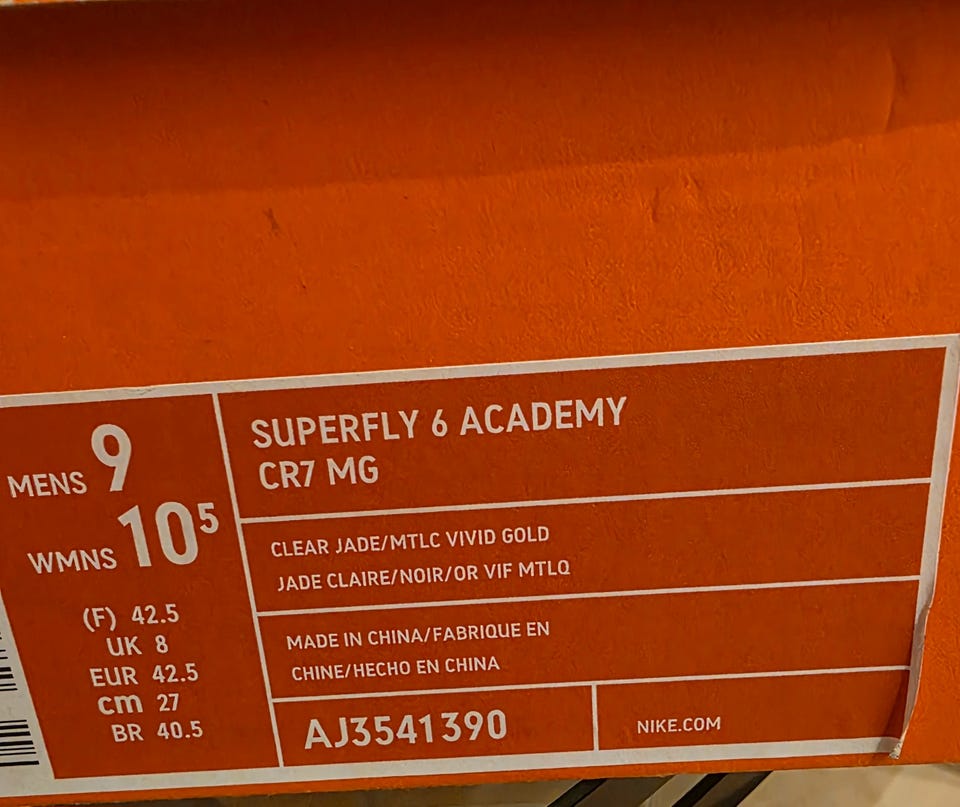 MENS 9
WMNS 10⁵
(F) 42.5
UK 8
EUR 42.5
cm 27
BR 40.5
SUPERFLY 6 ACADEMY
CR7 MG
CLEAR JADE/MTLC VIVID GOLD
JADE CLAIRE/NOIR/OR VIF MTLQ
MADE IN CHINA/FABRIQUE EN
CHINE/HECHO EN CHINA
AJ3541390
NIKE.COM